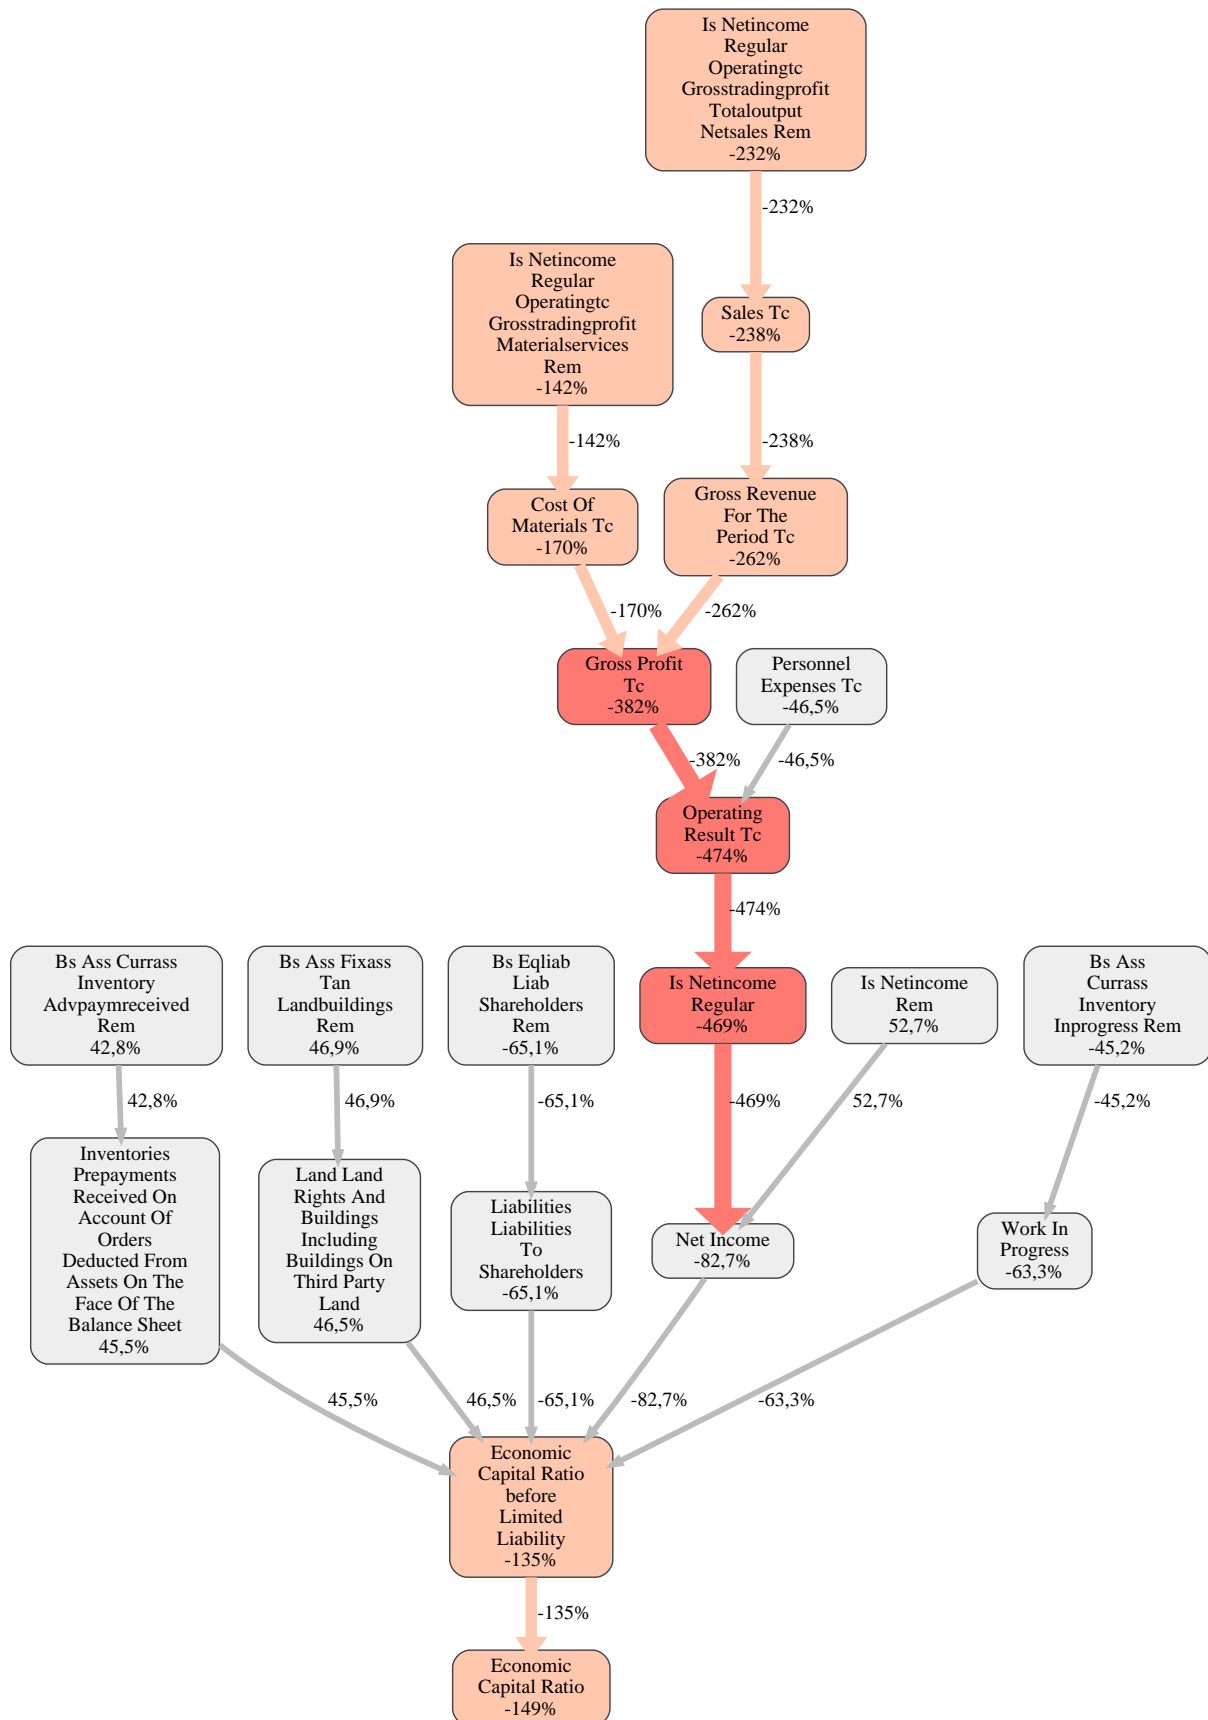 Is Netincome
Regular
Operatingtc
Grosstradingprofit
Totaloutput
Netsales Rem
-232%
-232%
Is Netincome
Regular
Operatingtc
Grosstradingprofit
Materialservices
Rem
-142%
Sales Tc
-238%
-142%
-238%
Cost Of
Materials Tc
-170%
Gross Revenue
For The
Period Tc
-262%
-170%
-262%
Gross Profit
Tc
-382%
Personnel
Expenses Tc
-46,5%
-382%
-46,5%
Operating
Result Tc
-474%
-474%
Bs Ass Currass
Inventory
Advpaymreceived
Rem
42,8%
Bs Ass Fixass
Tan
Landbuildings
Rem
46,9%
Bs Eqliab
Liab
Shareholders
Rem
-65,1%
Is Netincome
Regular
-469%
Is Netincome
Rem
52,7%
Bs Ass
Currass
Inventory
Inprogress Rem
-45,2%
42,8%
46,9%
-65,1%
-469%
52,7%
-45,2%
Inventories
Prepayments
Received On
Account Of
Orders
Deducted From
Assets On The
Face Of The
Balance Sheet
45,5%
Land Land
Rights And
Buildings
Including
Buildings On
Third Party
Land
46,5%
Liabilities
Liabilities
To
Shareholders
-65,1%
Net Income
-82,7%
Work In
Progress
-63,3%
45,5%
46,5%
-65,1%
-82,7%
-63,3%
Economic
Capital Ratio
before
Limited
Liability
-135%
-135%
Economic
Capital Ratio
-149%